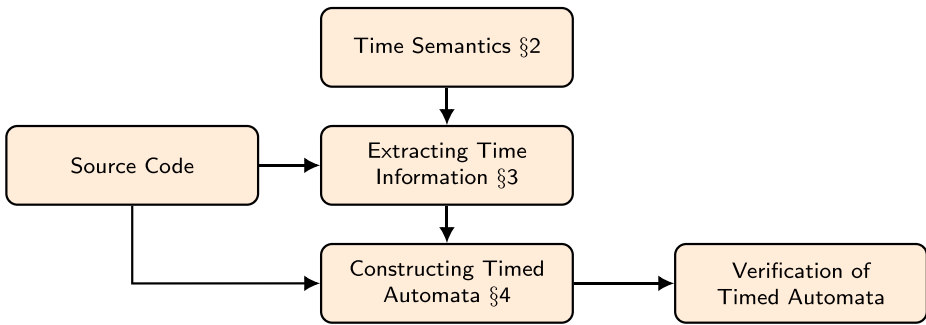 Time Semantics §2
Source Code
Extracting Time
Information §3
Constructing Timed
Automata §4
Verification of
Timed Automata